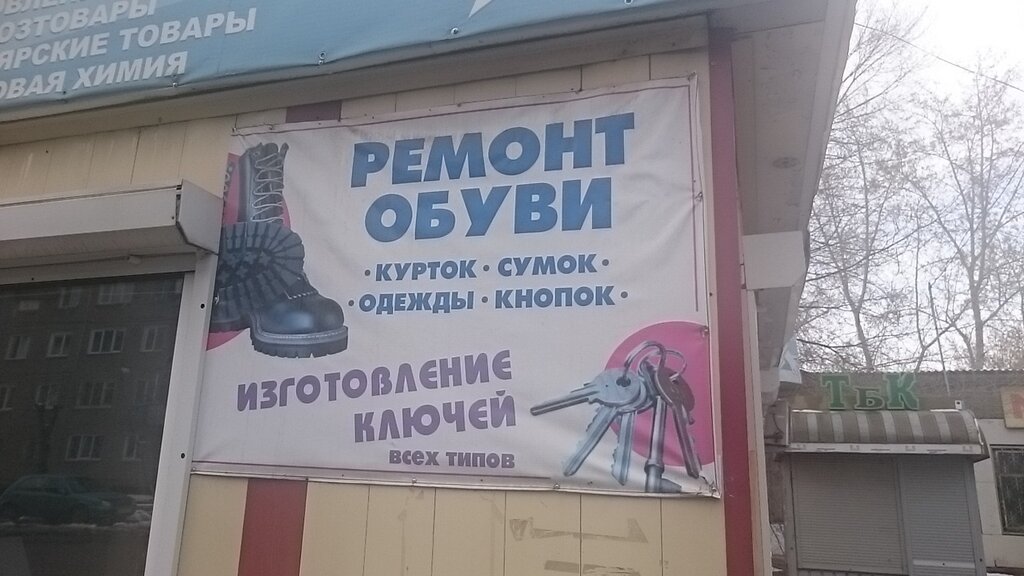 ОЗТОВАРЫ
ЯРСКИЕ ТОВАРЫ
ОВАЯ ХИМИЯ
РЕМОНТ
ОБУВИ
• КУРТОК • СУМОК •
• ОДЕЖДЫ • КНОПОК •
ИЗГОТОВЛЕНИЕ
КЛЮЧЕЙ
ВСЕХ ТИПОВ
ТБК